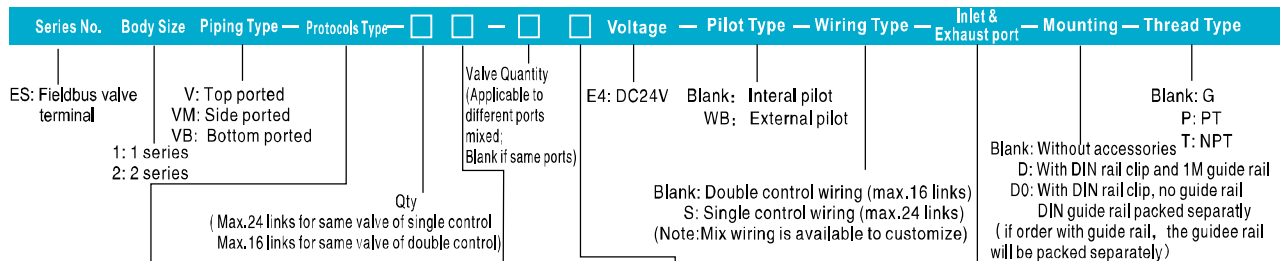 Series No. Body Size Piping Type — Protocols Type — □ □ — □ □ Voltage — Pilot Type — Wiring Type — Inlet & Exhaust port — Mounting — Thread Type
ES: Fieldbus valve
terminal
1: 1 series
2: 2 series
V: Top ported
VM: Side ported
VB: Bottom ported
Qty
( Max.24 links for same valve of single control
Max.16 links for same valve of double control)
Valve Quantity
(Applicable to
different ports
mixed;
Blank if same ports)
E4: DC24V
Blank: Interal pilot
WB: External pilot
Blank: Double control wiring (max.16 links)
S: Single control wiring (max.24 links)
(Note:Mix wiring is available to customize)
Blank: Without accessories
D: With DIN rail clip and 1M guide rail
D0: With DIN rail clip, no guide rail
DIN guide rail packed separatly
( if order with guide rail, the guidee rail
will be packed separately)
Blank: G
P: PT
T: NPT